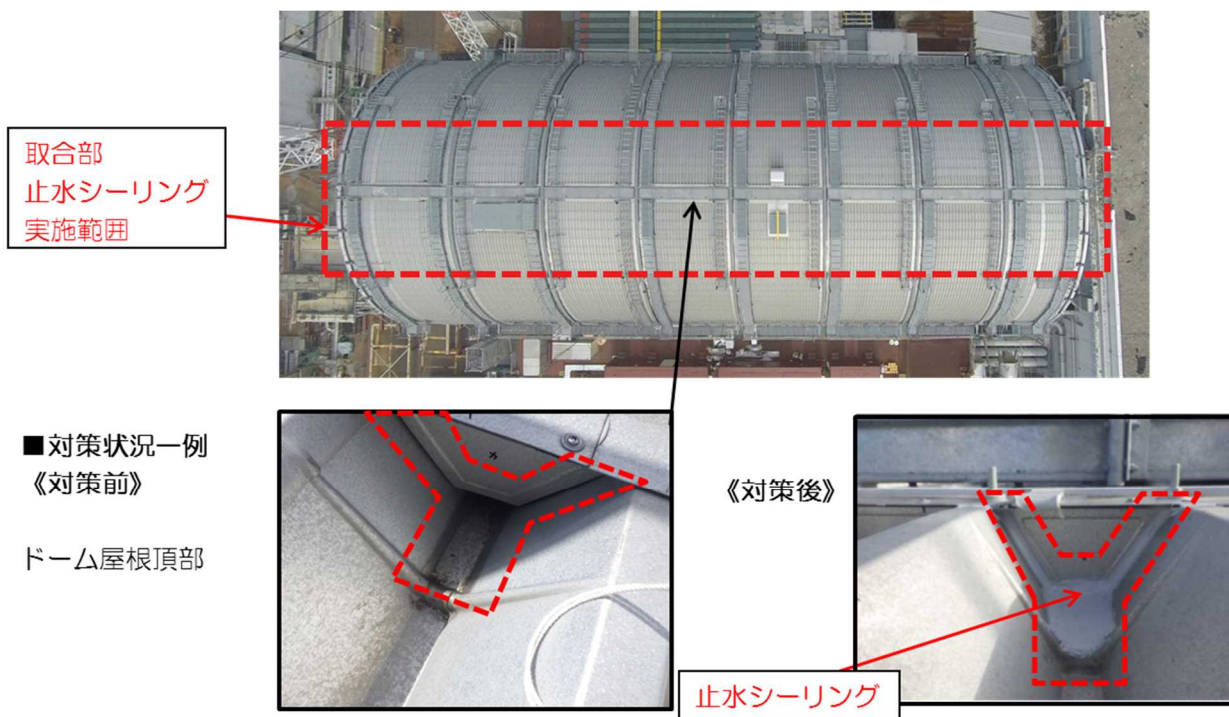 取合部
止水シーリング
実施範囲
■対策状況一例
《対策前》
ドーム屋根頂部
《対策後》
止水シーリング